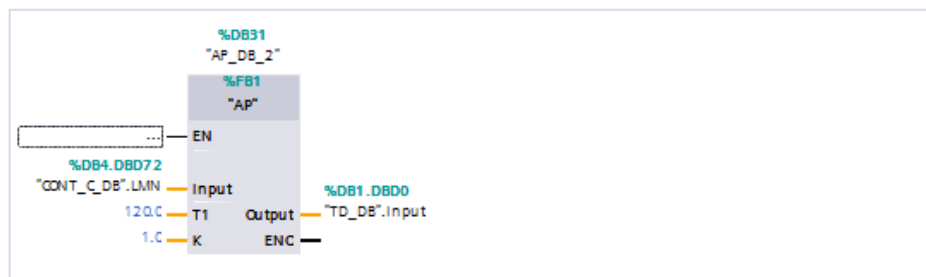 %DB31
"AP_DB_2"
%FB1
"AP"
... EN
%DB4.DBD72
"CONT_C_DB".LMN Input
%DB1.DBD0
120.0 T1 Output "TD_DB".Input
1.0 K ENO